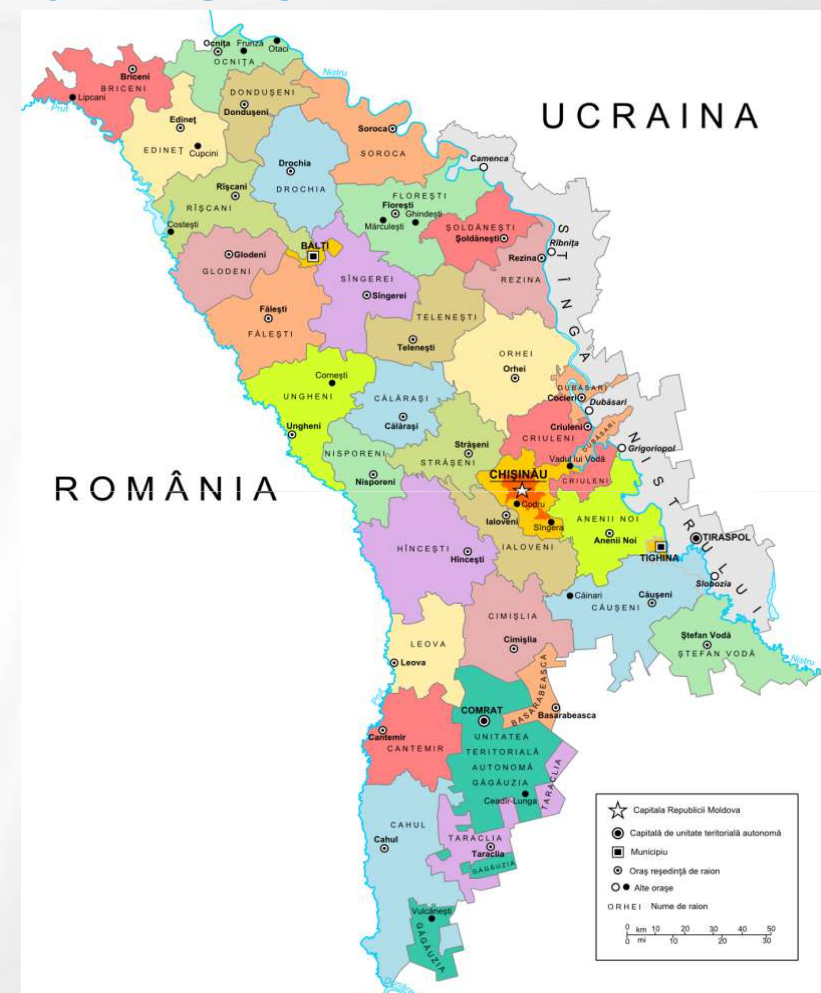 Ocnița
Frunză
Otaci
OCNIȚA
Briceni
BRICENI
Lipcani
Prut
Nistru
DONDUȘENI
Dondușeni
Edineț
EDINEȚ
Cupcini
Soroca
SOROCA
UCRAINA
Drochia
DROCHIA
Camenca
Rîșcani
RÎȘCANI
Costești
FLOREȘTI
Florești
Ghindești
Mărculești
ȘOLDĂNEȘTI
Șoldănești
Rîbnița
Rezina
REZINA
STÎNGA
NISTRULUI
Glodeni
GLODENI
BĂLȚI
SÎNGEREI
Sîngerei
Fălești
FĂLEȘTI
TELENEȘTI
Telenești
ORHEI
Orhei
Cornești
UNGHENI
Ungheni
CĂLĂRAȘI
Călărași
DUBĂSARI
Cocieri
Dubăsari
Criuleni
CRIULENI
DUBĂSARI
Grigoriopol
Strășeni
STRĂȘENI
NISPORENI
Nisporeni
Vadul lui Vodă
CRIULENI
CHIȘINĂU
Codru
Ialoveni
Sîngera
IALOVENI
ANENII NOI
Anenii Noi
ROMÂNIA
TIRASPOL
TIGHINA
HÎNCEȘTI
Hîncești
Slobozia
Căinari
Căușeni
CĂUȘENI
CIMIȘLIA
Cimișlia
Ștefan Vodă
ȘTEFAN VODĂ
Nistru
LEOVA
Leova
Prut
BASARABEASCA
Basarabeasca
COMRAT
UNITATEA
TERITORIALĂ
AUTONOMĂ
GĂGĂUZIA
Cantemir
CANTEMIR
TARACLIA
Ceadîr-Lunga
CAHUL
Cahul
TARACLIA
Taraclia
GĂGĂUZIA
Vulcănești
GĂGĂUZIA
Capitala Republicii Moldova
Capitală de unitate teritorială autonomă
Municipiu
Oraș reședință de raion
Alte orașe
ORHEI Nume de raion
0 km 10 20 30 40 50
0 mi 10 20 30